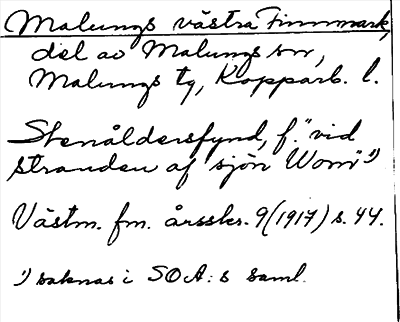 Malungs västra Finnmark,
del av Malungs sn,
Malungs tg, Kopparb. l.
Stenåldersfynd, f. "vid
stranden af sjön Wom" ¹)
Västm. fm. årsskr. 9 (1917) s. 44.
¹) saknas i SOA:s saml.